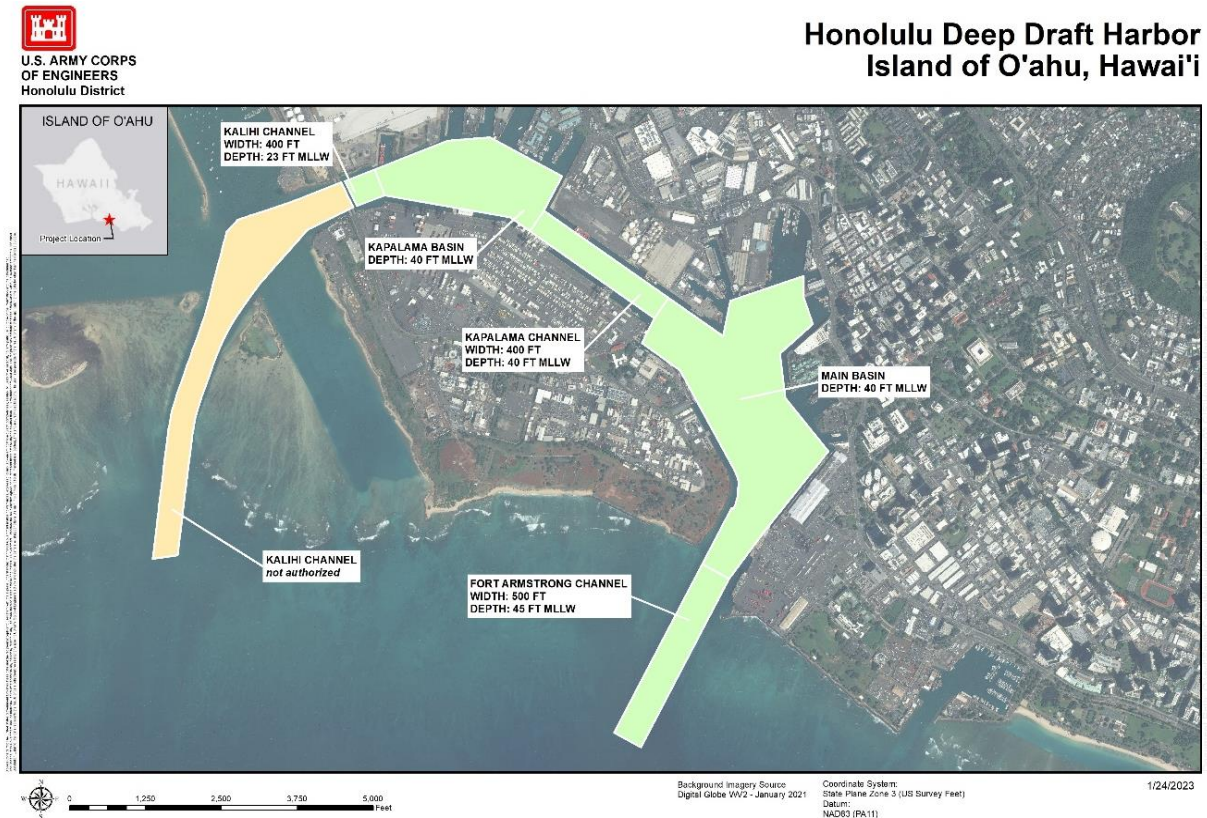 U.S. ARMY CORPS
OF ENGINEERS
Honolulu District
Honolulu Deep Draft Harbor
Island of O'ahu, Hawai'i
ISLAND OF O'AHU
HAWAII
Project Location
KALIHI CHANNEL
WIDTH: 400 FT
DEPTH: 23 FT MLLW
KAPALAMA BASIN
DEPTH: 40 FT MLLW
KAPALAMA CHANNEL
WIDTH: 400 FT
DEPTH: 40 FT MLLW
MAIN BASIN
DEPTH: 40 FT MLLW
KALIHI CHANNEL
not authorized
FORT ARMSTRONG CHANNEL
WIDTH: 500 FT
DEPTH: 45 FT MLLW
N
W
E
S
0 1,250 2,500 3,750 5,000
Feet
Background Imagery Source
Digital Globe WV2 - January 2021
Coordinate System:
State Plane Zone 3 (US Survey Feet)
Datum:
NAD83 (PA11)
1/24/2023